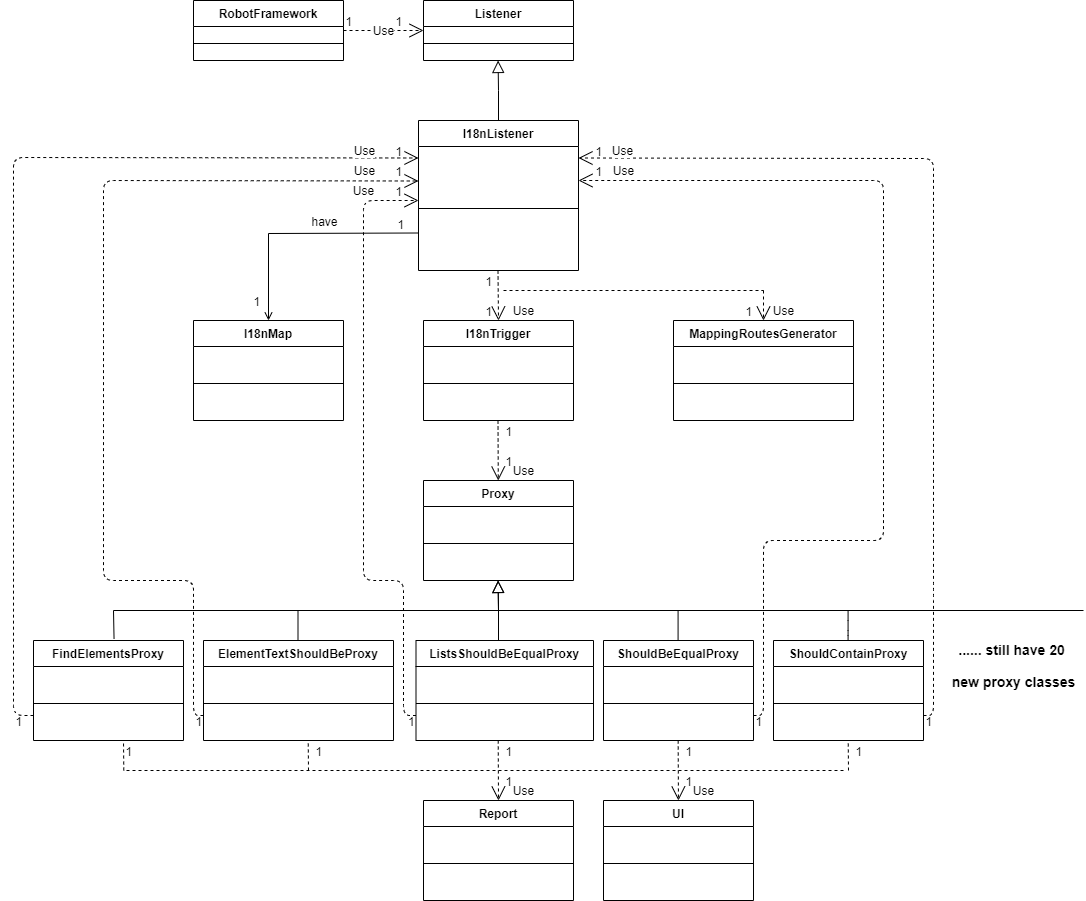 RobotFramework
Listener
1
Use
1
I18nListener
Use
1
1
Use
Use
1
1
Use
Use
1
have
1
1
1
1
Use
1
Use
I18nMap
I18nTrigger
MappingRoutesGenerator
1
1
Use
Proxy
FindElementsProxy
ElementTextShouldBeProxy
ListsShouldBeEqualProxy
ShouldBeEqualProxy
ShouldContainProxy
...... still have 20
new proxy classes
1
1
1
1
1
1
1
1
1
1
1
Use
1
Use
Report
UI